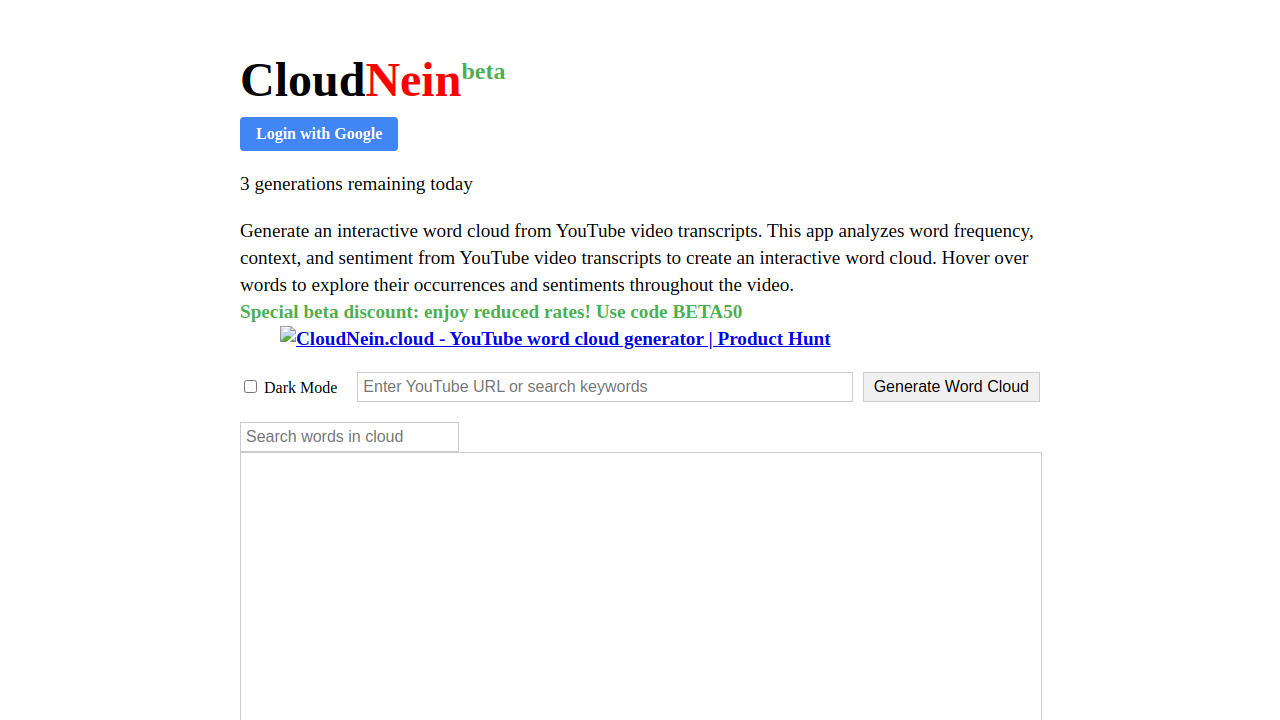 CloudNeinbeta
Login with Google
3 generations remaining today
Generate an interactive word cloud from YouTube video transcripts. This app analyzes word frequency,
context, and sentiment from YouTube video transcripts to create an interactive word cloud. Hover over
words to explore their occurrences and sentiments throughout the video.
Special beta discount: enjoy reduced rates! Use code BETA50
CloudNein.cloud - YouTube word cloud generator | Product Hunt
Dark Mode Enter YouTube URL or search keywords Generate Word Cloud
Search words in cloud